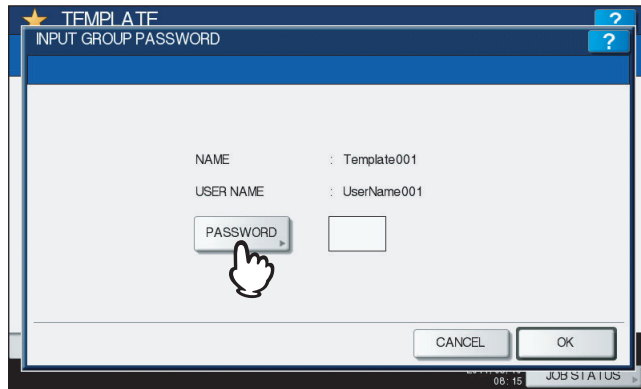 TEMPLATE ?
INPUT GROUP PASSWORD ?
NAME : Template001
USER NAME : UserName001
PASSWORD
CANCEL OK
08:15 JOB STATUS